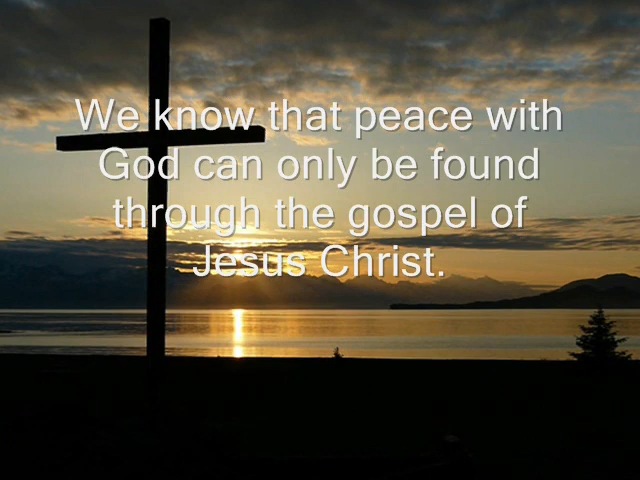 We know that peace with
God can only be found
through the gospel of
Jesus Christ.